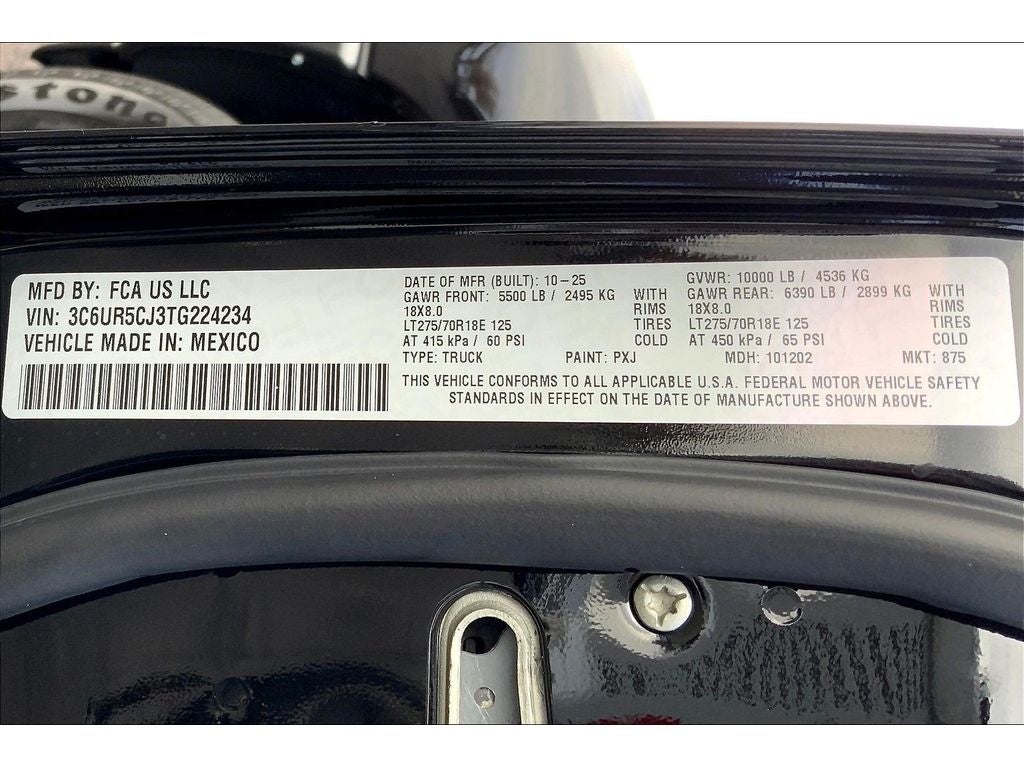 stone
MFD BY: FCA US LLC
VIN: 3C6UR5CJ3TG224234
VEHICLE MADE IN: MEXICO
DATE OF MFR (BUILT): 10-25
GAWR FRONT: 5500 LB / 2495 KG WITH
18X8.0 RIMS
LT275/70R18E 125 TIRES
AT 415 kPa / 60 PSI COLD
TYPE: TRUCK PAINT: PXJ
GVWR: 10000 LB / 4536 KG
GAWR REAR: 6390 LB / 2899 KG WITH
18X8.0 RIMS
LT275/70R18E 125 TIRES
AT 450 kPa / 65 PSI COLD
MDH: 101202 MKT: 875
THIS VEHICLE CONFORMS TO ALL APPLICABLE U.S.A. FEDERAL MOTOR VEHICLE SAFETY
STANDARDS IN EFFECT ON THE DATE OF MANUFACTURE SHOWN ABOVE.